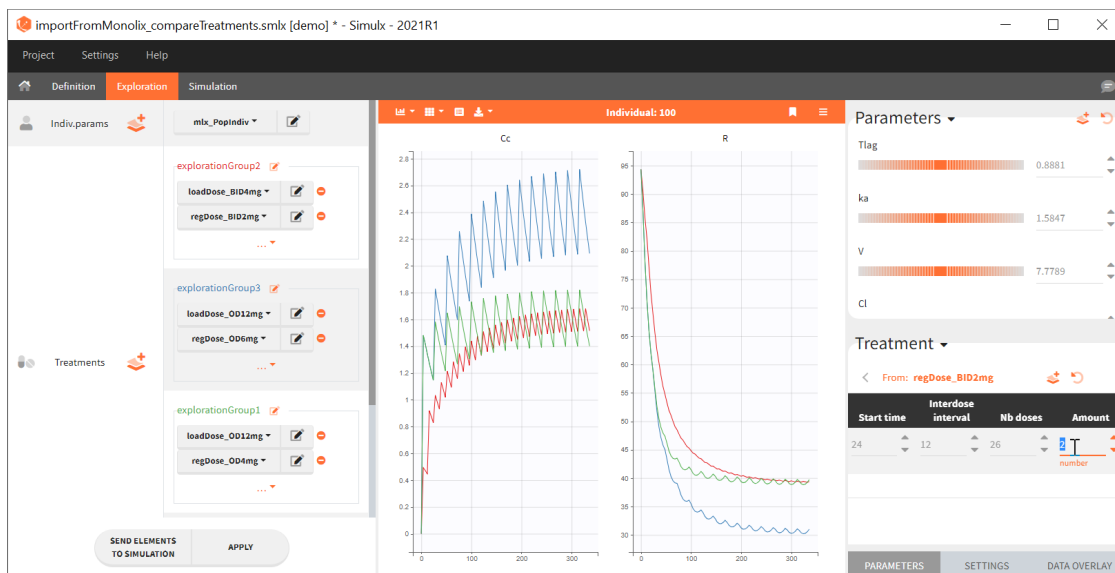 importFromMonolix_compareTreatments.smlx [demo] * - Simulx - 2021R1
Project Settings Help
Definition Exploration Simulation
Indiv.params
mlx_PopIndiv
explorationGroup2
loadDose_BID4mg
regDose_BID2mg
...
explorationGroup3
loadDose_OD12mg
regDose_OD6mg
...
Treatments
explorationGroup1
loadDose_OD12mg
regDose_OD4mg
...
SEND ELEMENTS
TO SIMULATION
APPLY
Individual: 100
Cc
2.8
2.6
2.4
2.2
2
1.8
1.6
1.4
1.2
1
0.8
0.6
0.4
0.2
0
0 100 200 300
R
95
90
85
80
75
70
65
60
55
50
45
40
35
30
0 100 200 300
Parameters
Tlag
0.8881
ka
1.5847
V
7.7789
Cl
Treatment
From: regDose_BID2mg
Start time Interdose interval Nb doses Amount
24 12 26 2
number
PARAMETERS SETTINGS DATA OVERLAY